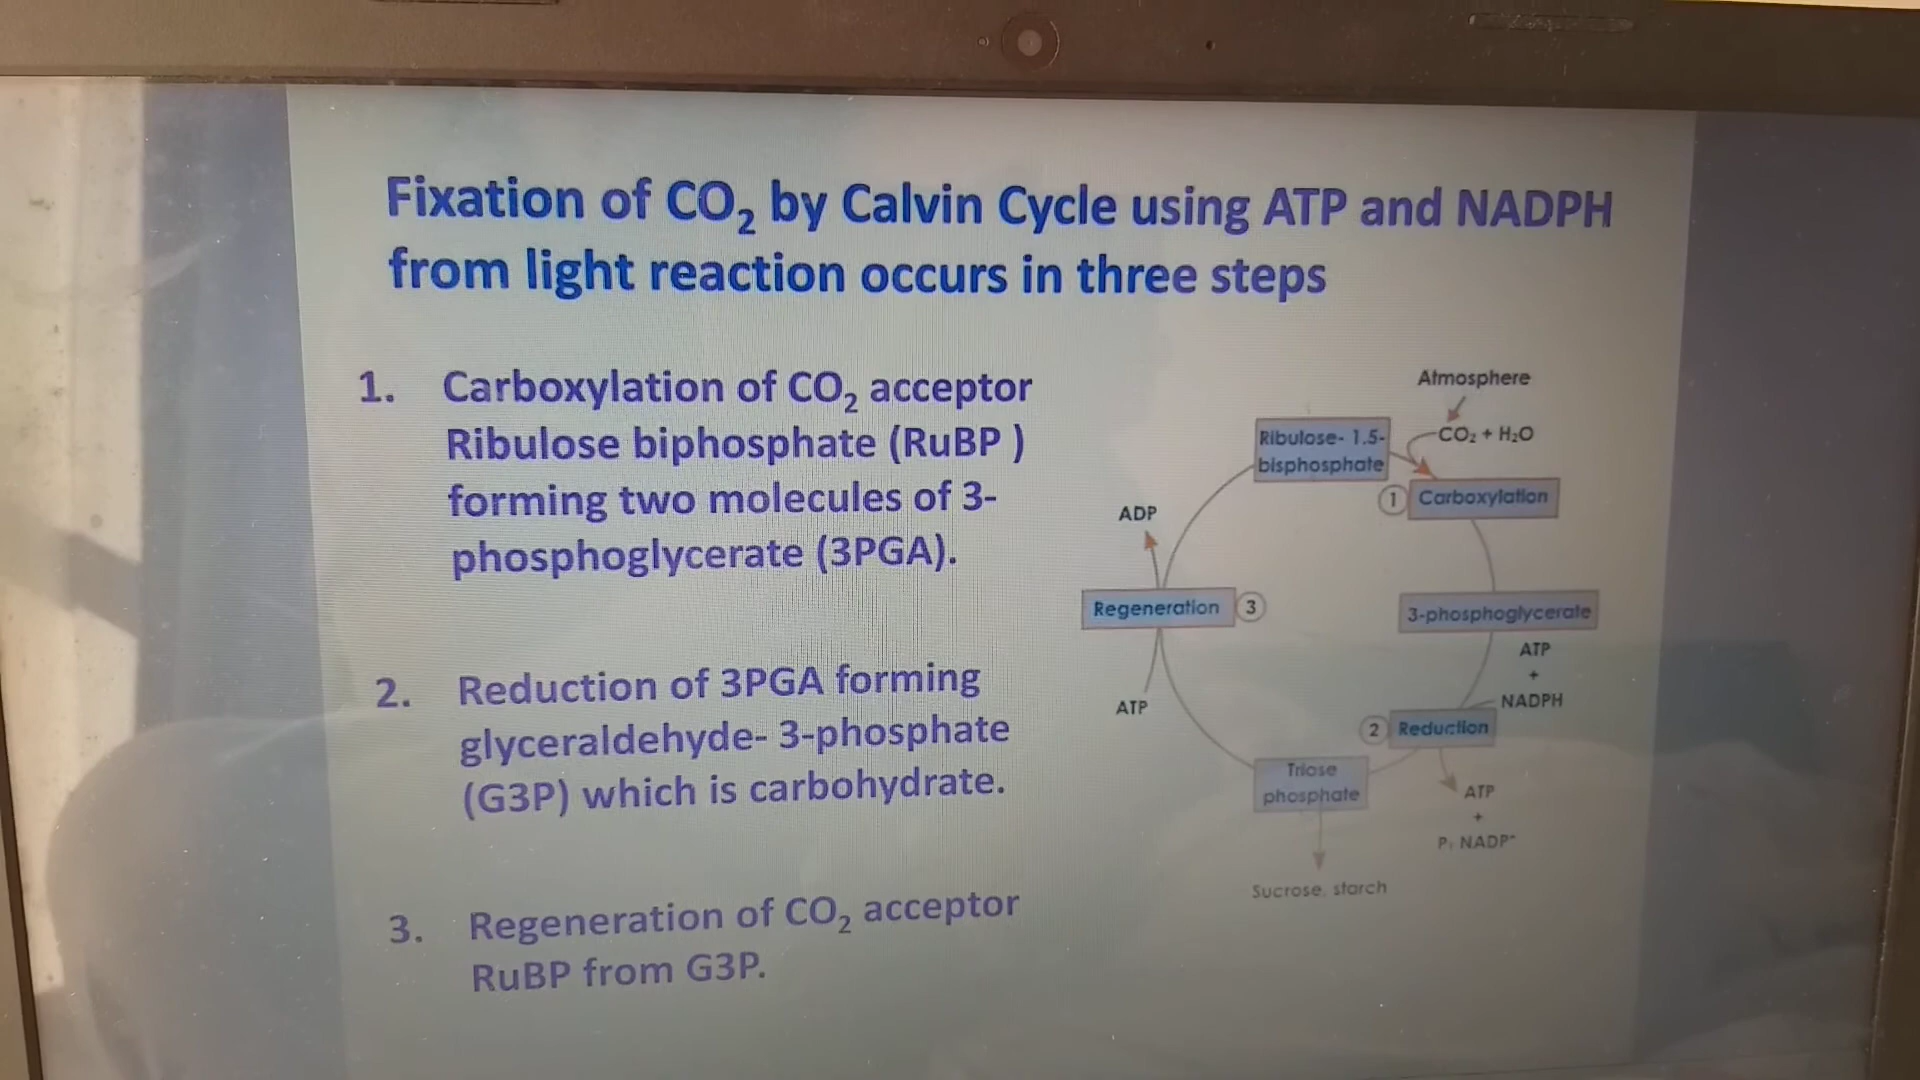 Fixation of CO₂ by Calvin Cycle using ATP and NADPH
from light reaction occurs in three steps
1. Carboxylation of CO₂ acceptor
Ribulose biphosphate (RuBP )
forming two molecules of 3-
phosphoglycerate (3PGA).
2. Reduction of 3PGA forming
glyceraldehyde- 3-phosphate
(G3P) which is carbohydrate.
3. Regeneration of CO₂ acceptor
RuBP from G3P.
Atmosphere
CO₂ + H₂O
Ribulose- 1.5-
bisphosphate
1 Carboxylation
ADP
Regeneration 3
3-phosphoglycerate
ATP
+
NADPH
ATP
2 Reduction
Triose
phosphate
ATP
+
Pᵢ NADP⁺
Sucrose, starch